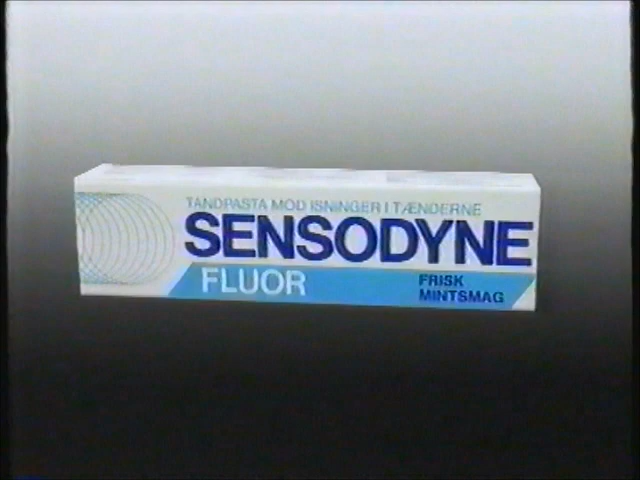 TANDPASTA MOD ISNINGER I TÆNDERNE
SENSODYNE
FLUOR
FRISK
MINTSMAG